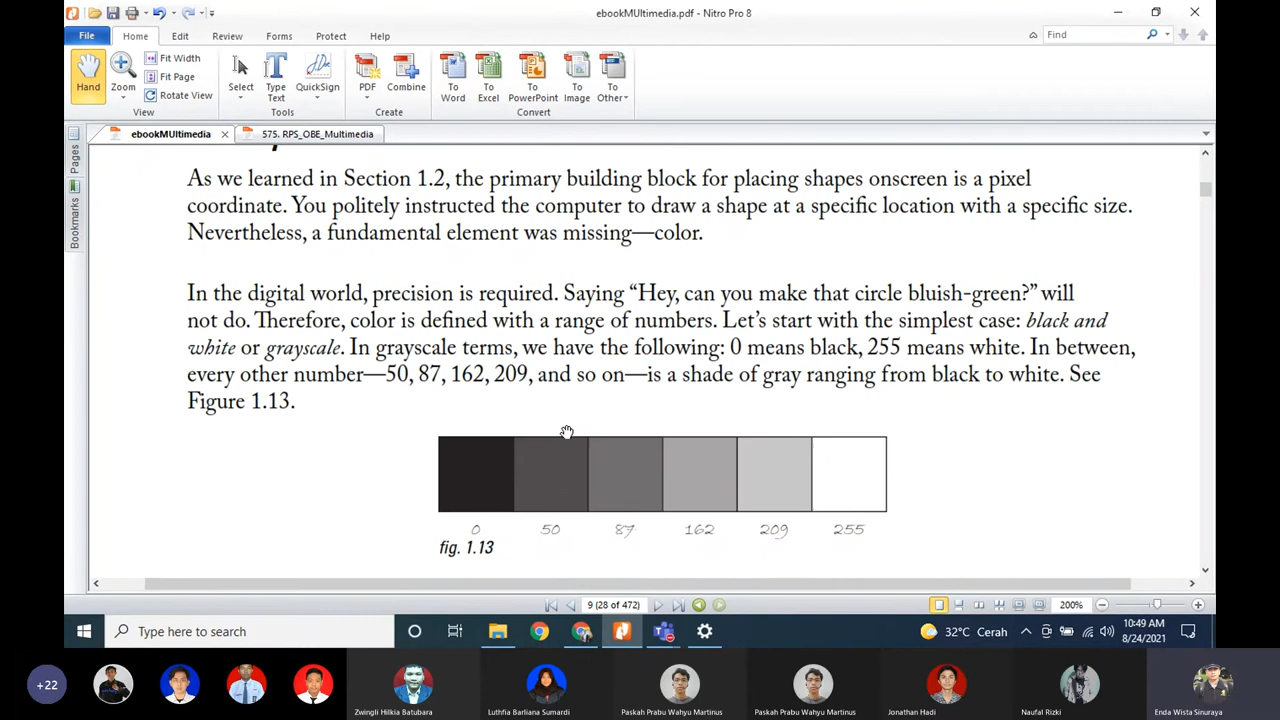 ebookMUltimedia.pdf - Nitro Pro 8
File Home Edit Review Forms Protect Help Find
Hand Zoom Fit Width Fit Page Rotate View Select Type Text QuickSign PDF Combine To Word To Excel To PowerPoint To Image To Other
View Tools Create Convert
ebookMUltimedia 575. RPS_OBE_Multimedia
Pages
Bookmarks
As we learned in Section 1.2, the primary building block for placing shapes onscreen is a pixel
coordinate. You politely instructed the computer to draw a shape at a specific location with a specific size.
Nevertheless, a fundamental element was missing—color.
In the digital world, precision is required. Saying “Hey, can you make that circle bluish-green?” will
not do. Therefore, color is defined with a range of numbers. Let’s start with the simplest case: black and
white or grayscale. In grayscale terms, we have the following: 0 means black, 255 means white. In between,
every other number—50, 87, 162, 209, and so on—is a shade of gray ranging from black to white. See
Figure 1.13.
0 50 87 162 209 255
fig. 1.13
9 (28 of 472) 200%
Type here to search 32°C Cerah 10:49 AM
8/24/2021
+22
Zwingli Hilkia Batubara Luthfia Barliana Sumardi Paskah Prabu Wahyu Martinus Paskah Prabu Wahyu Martinus Jonathan Hadi Naufal Rizki Enda Wista Sinuraya